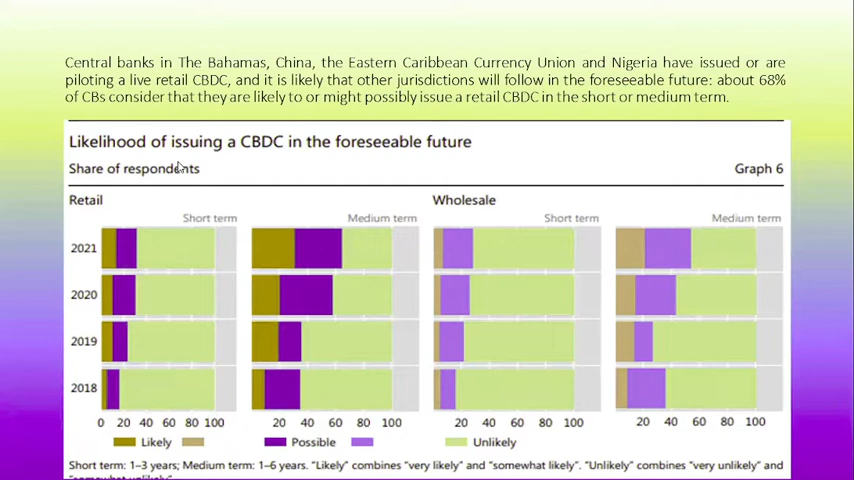 Central banks in The Bahamas, China, the Eastern Caribbean Currency Union and Nigeria have issued or are
piloting a live retail CBDC, and it is likely that other jurisdictions will follow in the foreseeable future: about 68%
of CBs consider that they are likely to or might possibly issue a retail CBDC in the short or medium term.
Likelihood of issuing a CBDC in the foreseeable future
Share of respondents Graph 6
Retail Wholesale
Short term Medium term Short term Medium term
2021
2020
2019
2018
0 20 40 60 80 100 20 40 60 80 100 20 40 60 80 100 20 40 60 80 100
Likely Possible Unlikely
Short term: 1–3 years; Medium term: 1–6 years. "Likely" combines "very likely" and "somewhat likely". "Unlikely" combines "very unlikely" and
"somewhat unlikely".